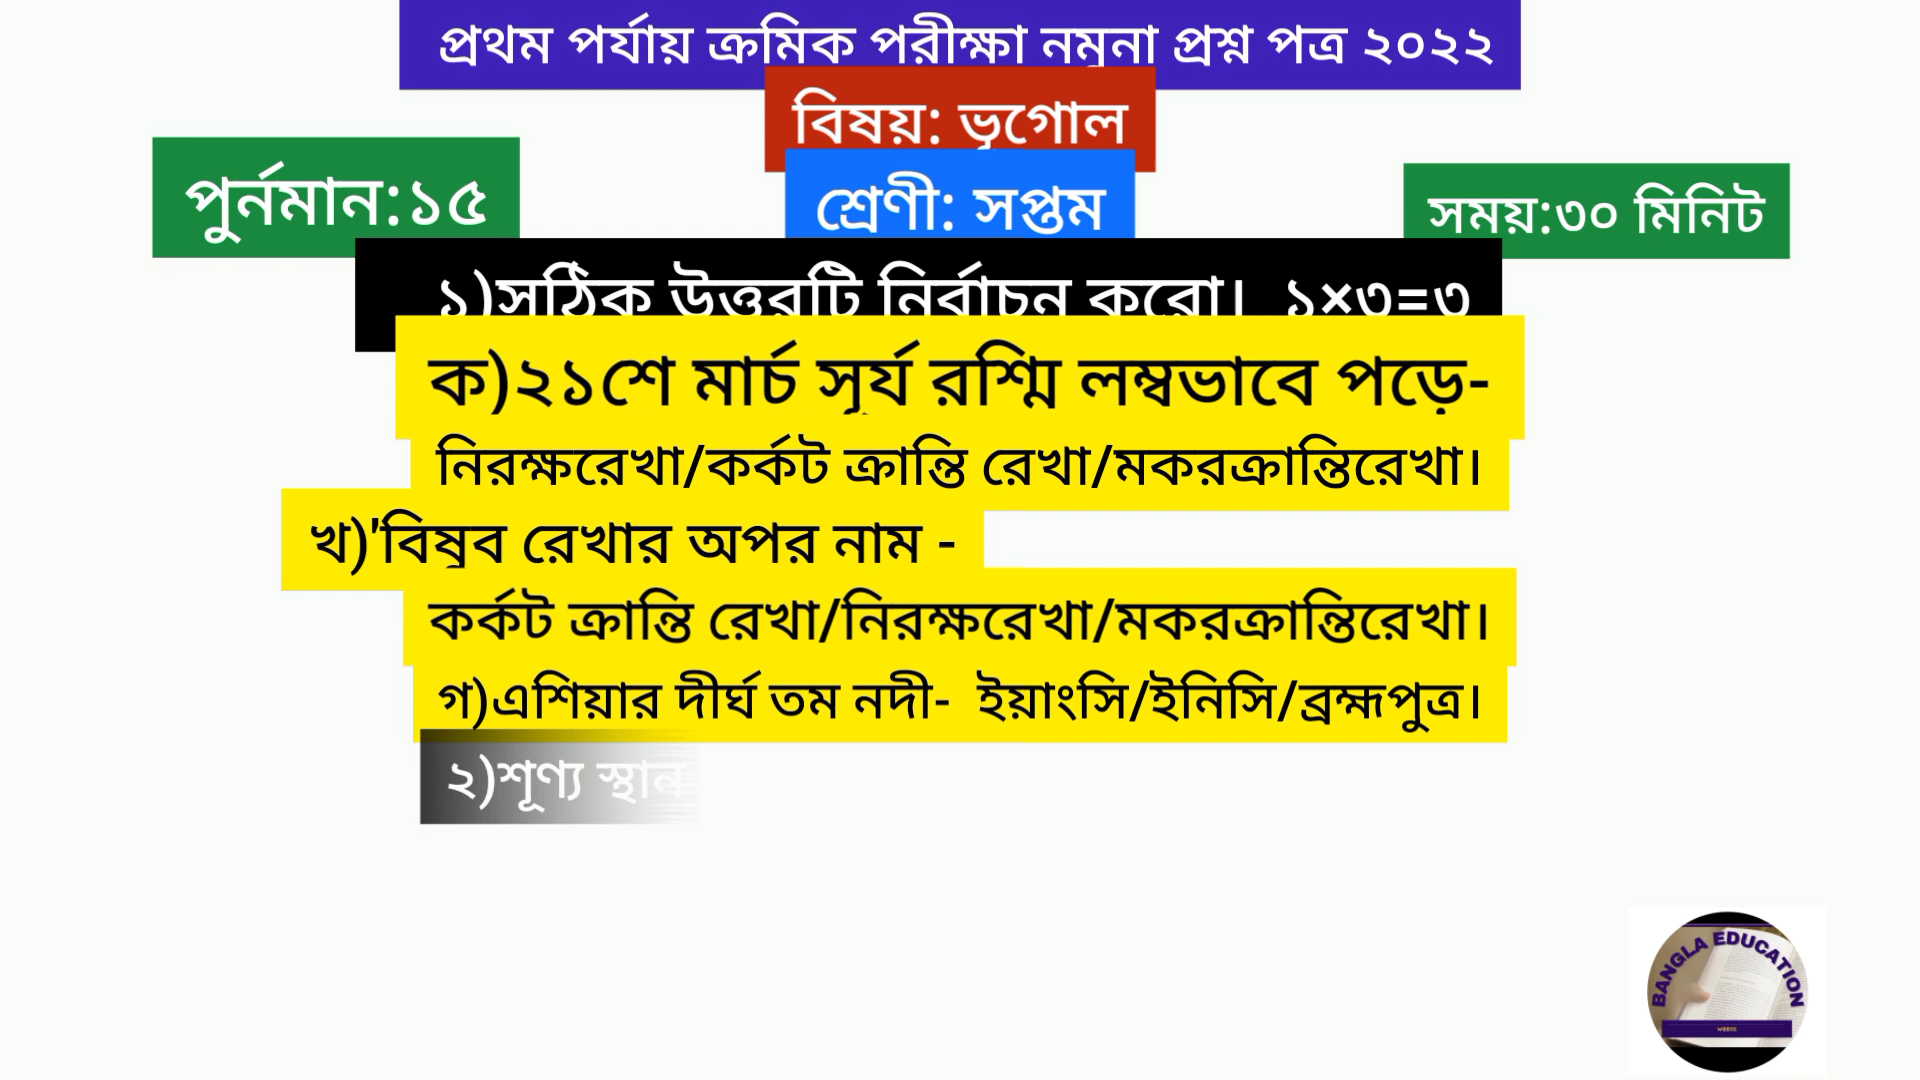 প্রথম পর্যায় ক্রমিক পরীক্ষা নমুনা প্রশ্ন পত্র ২০২২
বিষয়: ভূগোল
পুর্নমান:১৫
শ্রেণী: সপ্তম
সময়:৩০ মিনিট
১)সঠিক উত্তরটি নির্বাচন করো। ১×৩=৩
ক)২১শে মার্চ সূর্য রশ্মি লম্বভাবে পড়ে-
নিরক্ষরেখা/কর্কট ক্রান্তি রেখা/মকরক্রান্তিরেখা।
খ)'বিষুব রেখার অপর নাম -
কর্কট ক্রান্তি রেখা/নিরক্ষরেখা/মকরক্রান্তিরেখা।
গ)এশিয়ার দীর্ঘ তম নদী- ইয়াংসি/ইনিসি/ব্রহ্মপুত্র।
২)শূণ্য স্থান
BANGLA EDUCATION
WBBSE